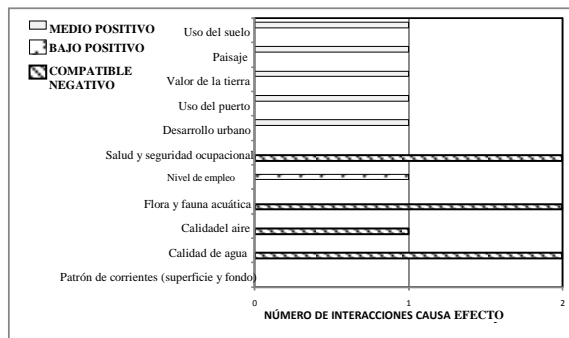 MEDIO POSITIVO
BAJO POSITIVO
COMPATIBLE
NEGATIVO
Uso del suelo
Paisaje
Valor de la tierra
Uso del puerto
Desarrollo urbano
Salud y seguridad ocupacional
Nivel de empleo
Flora y fauna acuática
Calidadel aire
Calidad de agua
Patrón de corrientes (superficie y fondo)
0
1
2
NÚMERO DE INTERACCIONES CAUSA EFECTO